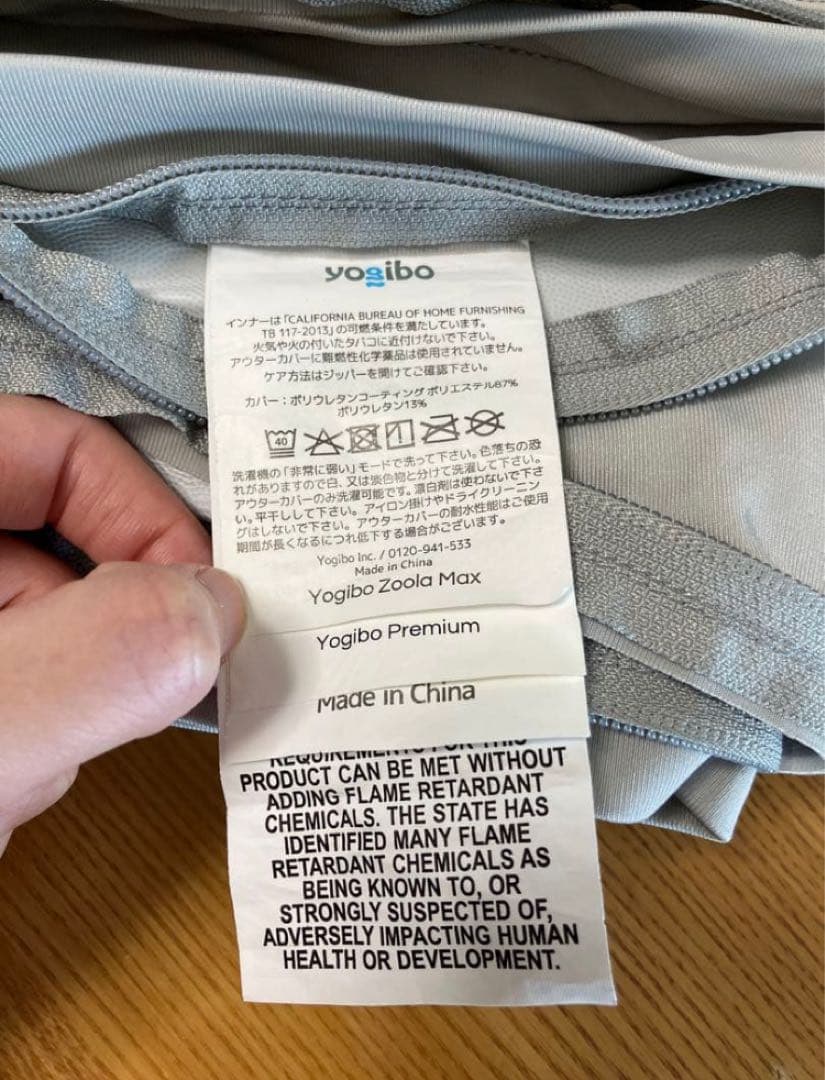 yogibo
インナーは「CALIFORNIA BUREAU OF HOME FURNISHING
TB 117-2013」の可燃条件を満たしています。
火気や火の付いたタバコに近付けないで下さい。
アウターカバーに難燃性化学薬品は使用されていません。
ケア方法はジッパーを開けてご確認下さい。
カバー：ポリウレタンコーティング ポリエステル87%
ポリウレタン13%
40
洗濯機の「非常に弱い」モードで洗って下さい。色落ちの恐
れがありますので白、又は淡色物と分けて洗濯して下さい。
アウターカバーのみ洗濯可能です。漂白剤は使わないで下さ
い。平干しして下さい。アイロン掛けやドライクリーニン
グはしないで下さい。アウターカバーの耐水性能はご使用
期間が長くなるにつれ低下する場合がございます。
Yogibo Inc. / 0120-941-533
Made in China
Yogibo Zoola Max
Yogibo Premium
Made in China
REQUIREMENTS FOR THIS
PRODUCT CAN BE MET WITHOUT
ADDING FLAME RETARDANT
CHEMICALS. THE STATE HAS
IDENTIFIED MANY FLAME
RETARDANT CHEMICALS AS
BEING KNOWN TO, OR
STRONGLY SUSPECTED OF,
ADVERSELY IMPACTING HUMAN
HEALTH OR DEVELOPMENT.